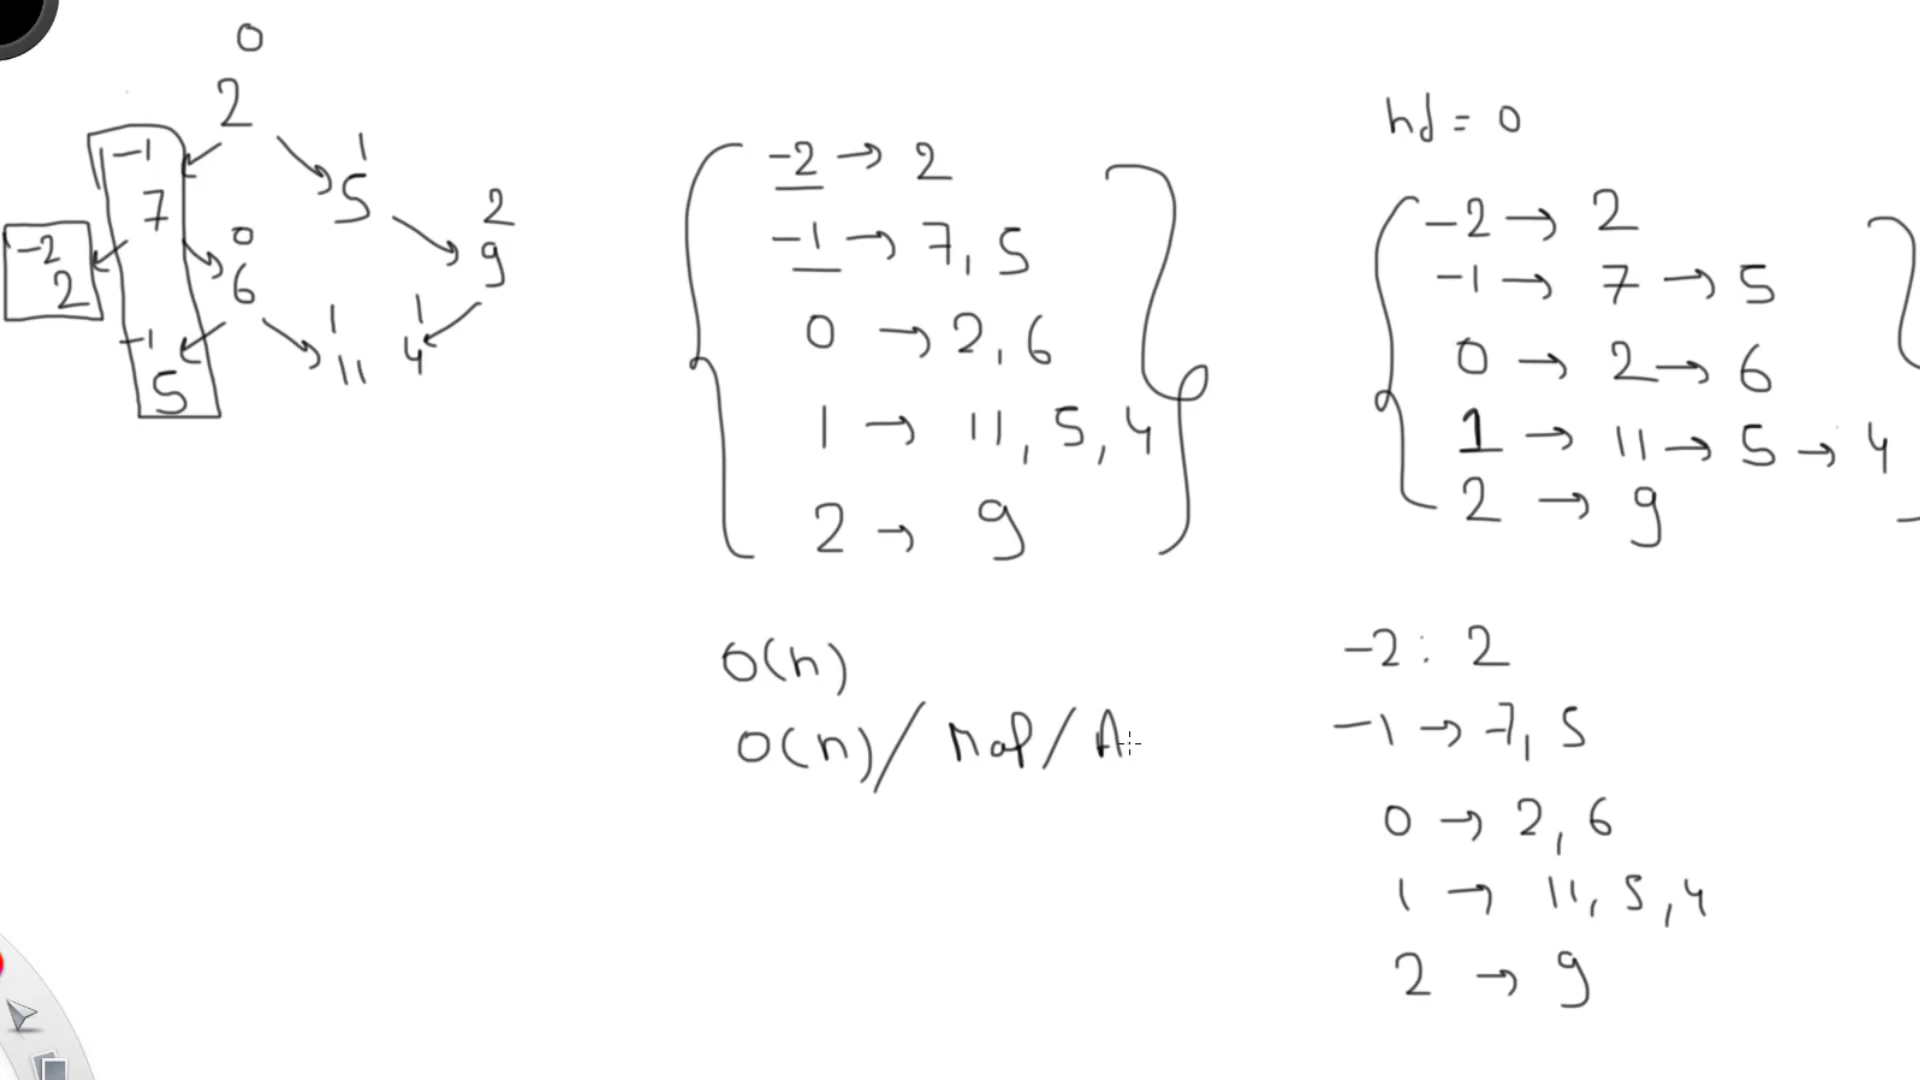 0
2
-1
1
7
5
2
-2
0
9
2
6
-1
1
1
5
11
4
-2 → 2
-1 → 7, 5
0 → 2, 6
1 → 11, 5, 4
2 → 9
O(n)
O(n) / Map / A
hd = 0
-2 → 2
-1 → 7 → 5
0 → 2 → 6
1 → 11 → 5 → 4
2 → 9
-2 : 2
-1 → 7, 5
0 → 2, 6
1 → 11, 5, 4
2 → 9